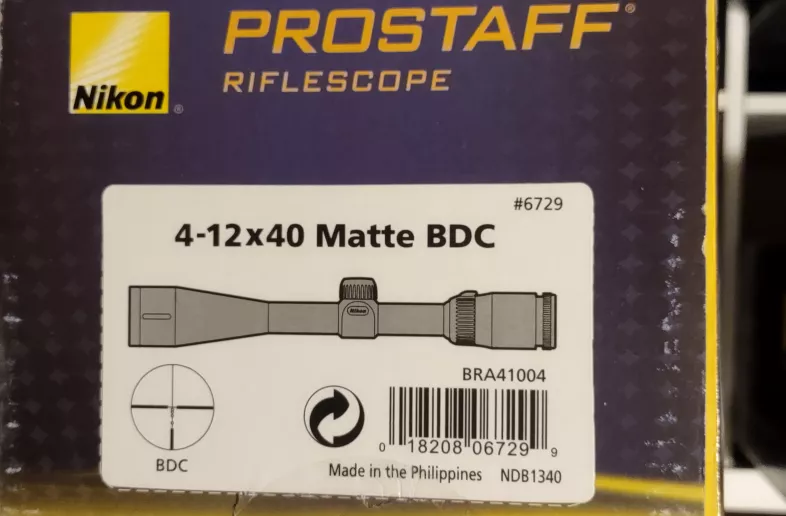 Nikon®
PROSTAFF®
RIFLESCOPE
#6729
4-12x40 Matte BDC
Nikon
BRA41004
BDC
0 18208 06729 9
Made in the Philippines NDB1340